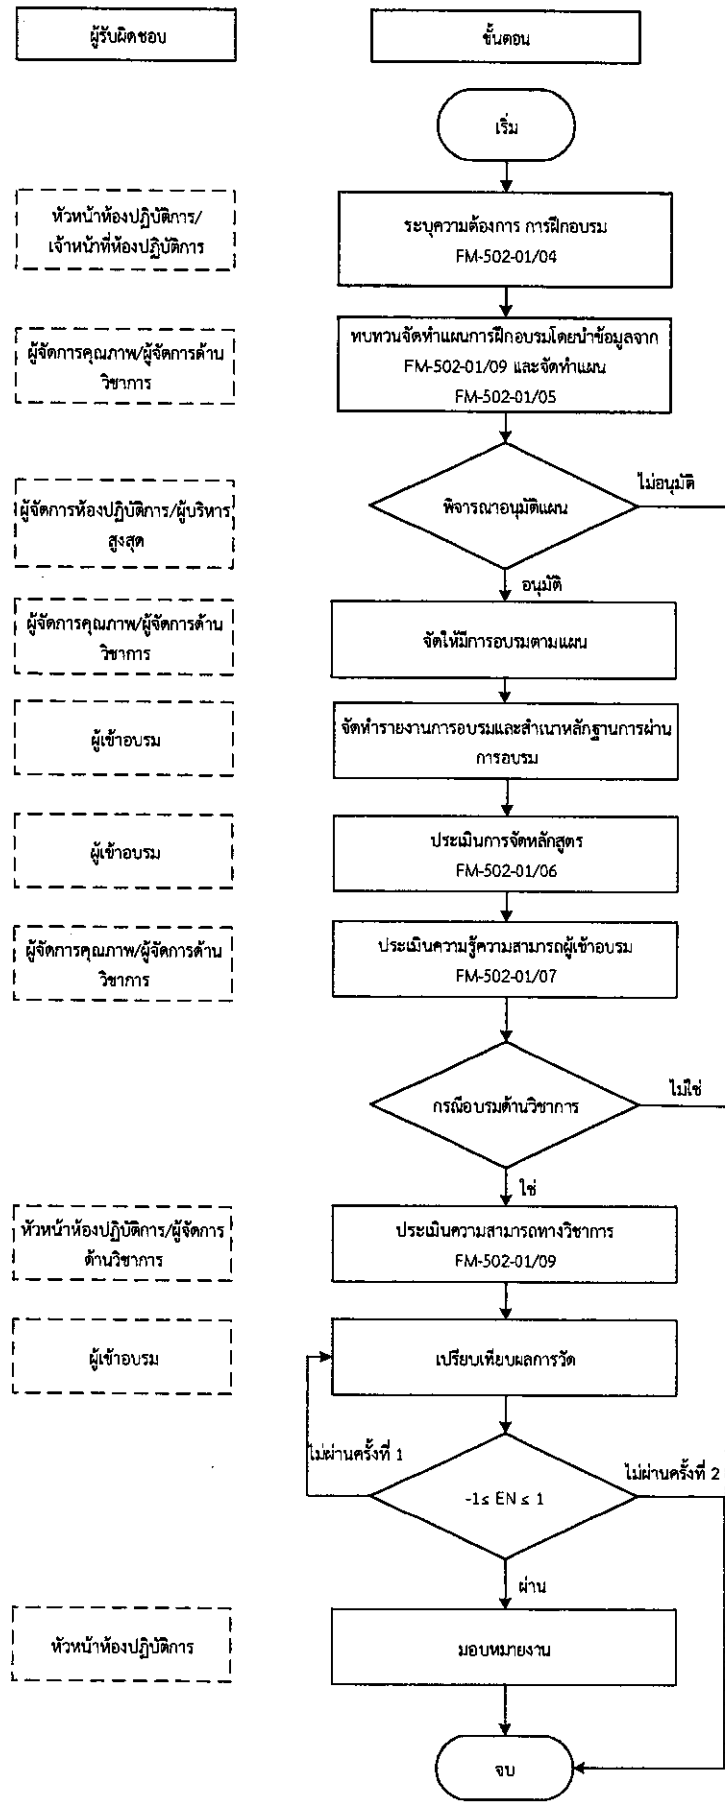 ผู้รับผิดชอบ
ขั้นตอน
เริ่ม
หัวหน้าห้องปฏิบัติการ/
เจ้าหน้าที่ห้องปฏิบัติการ
ระบุความต้องการ การฝึกอบรม
FM-502-01/04
ผู้จัดการคุณภาพ/ผู้จัดการด้าน
วิชาการ
ทบทวนจัดทำแผนการฝึกอบรมโดยนำข้อมูลจาก
FM-502-01/09 และจัดทำแผน
FM-502-01/05
ผู้จัดการห้องปฏิบัติการ/ผู้บริหาร
สูงสุด
พิจารณาอนุมัติแผน
ไม่อนุมัติ
อนุมัติ
ผู้จัดการคุณภาพ/ผู้จัดการด้าน
วิชาการ
จัดให้มีการอบรมตามแผน
ผู้เข้าอบรม
จัดทำรายงานการอบรมและสำเนาหลักฐานการผ่าน
การอบรม
ผู้เข้าอบรม
ประเมินการจัดหลักสูตร
FM-502-01/06
ผู้จัดการคุณภาพ/ผู้จัดการด้าน
วิชาการ
ประเมินความรู้ความสามารถผู้เข้าอบรม
FM-502-01/07
กรณีอบรมด้านวิชาการ
ไม่ใช่
ใช่
หัวหน้าห้องปฏิบัติการ/ผู้จัดการ
ด้านวิชาการ
ประเมินความสามารถทางวิชาการ
FM-502-01/09
ผู้เข้าอบรม
เปรียบเทียบผลการวัด
ไม่ผ่านครั้งที่ 1
ไม่ผ่านครั้งที่ 2
-1≤ EN ≤ 1
ผ่าน
หัวหน้าห้องปฏิบัติการ
มอบหมายงาน
จบ